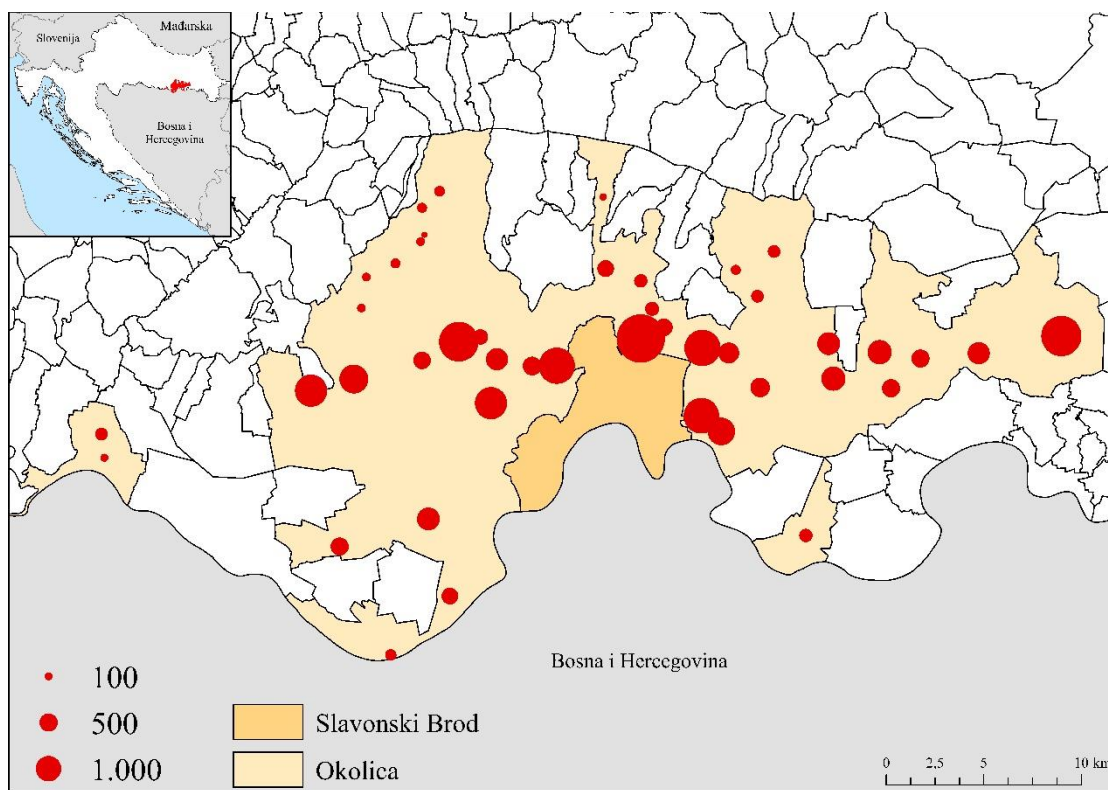 Mađarska
Slovenija
Bosna i
Hercegovina
Bosna i Hercegovina
100
500
1.000
Slavonski Brod
Okolica
0 2,5 5 10 km